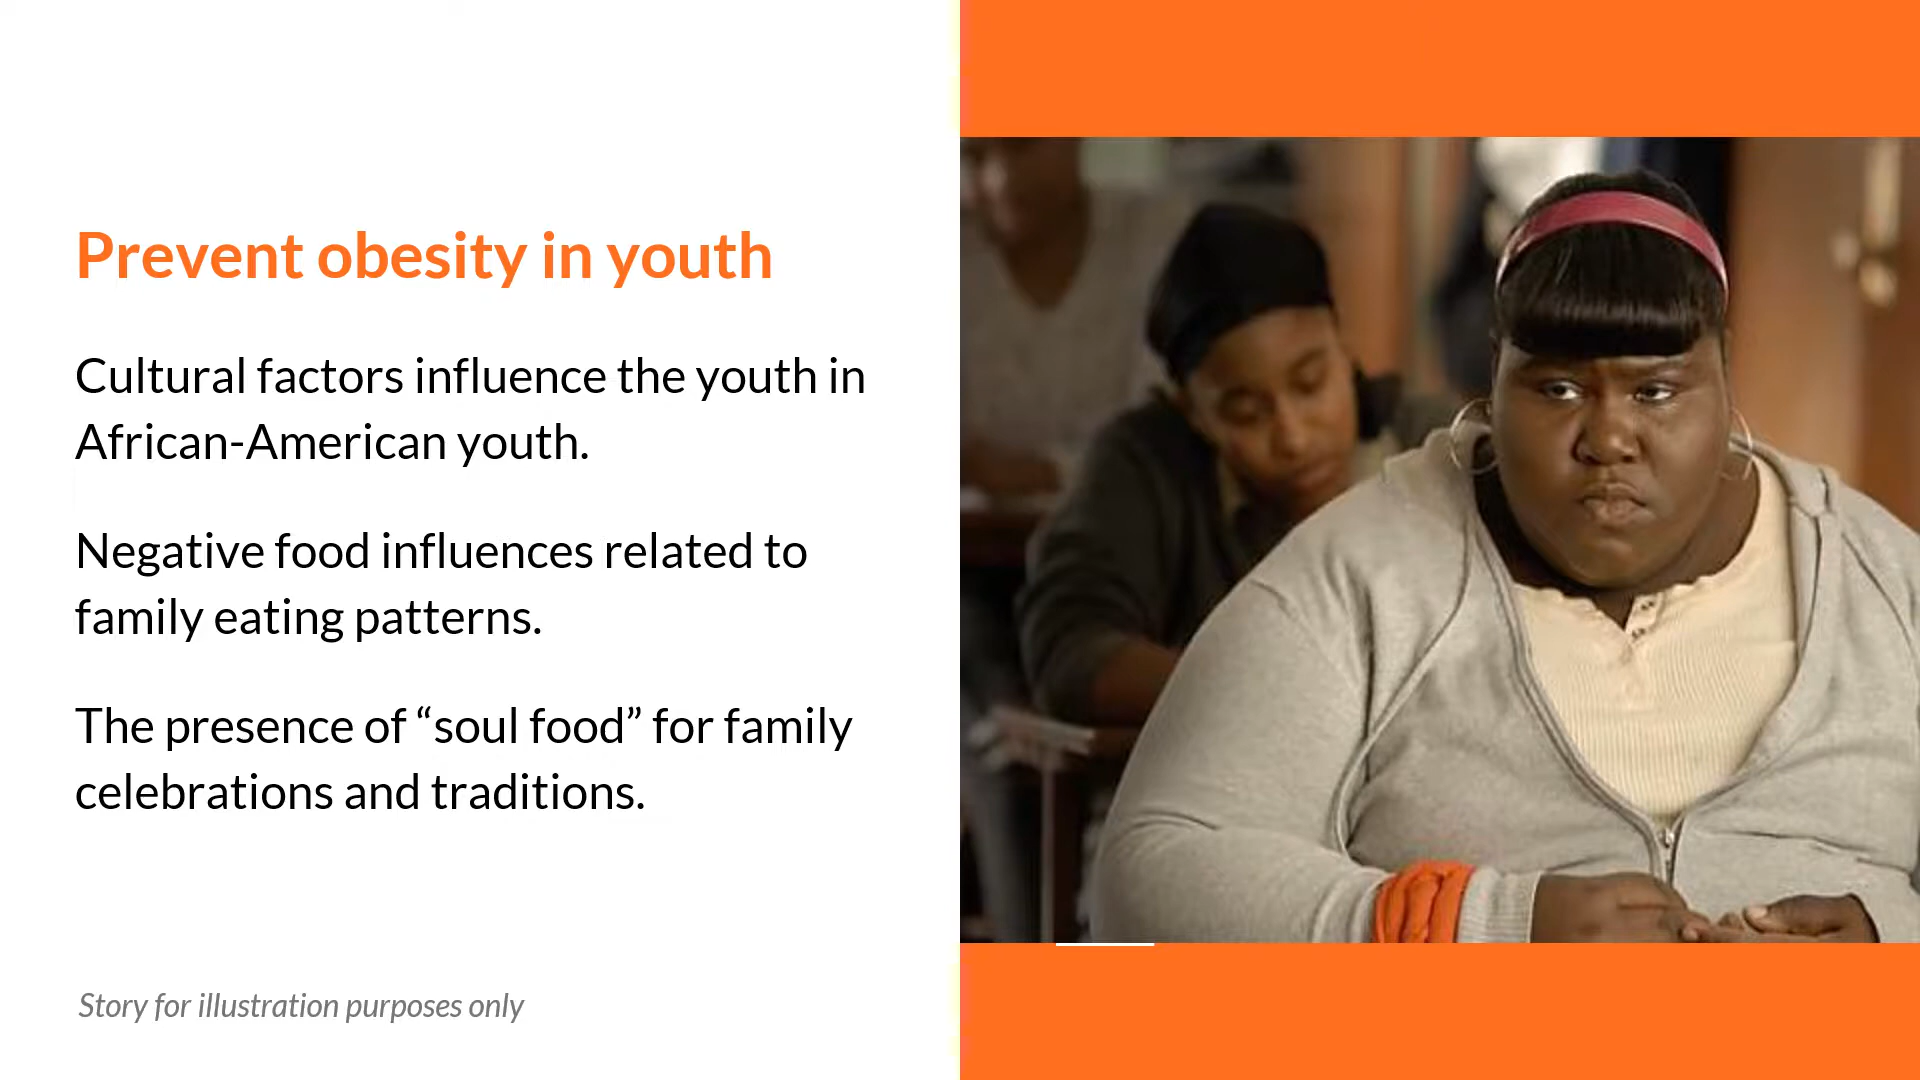 Prevent obesity in youth
Cultural factors influence the youth in
African-American youth.
Negative food influences related to
family eating patterns.
The presence of “soul food” for family
celebrations and traditions.
Story for illustration purposes only